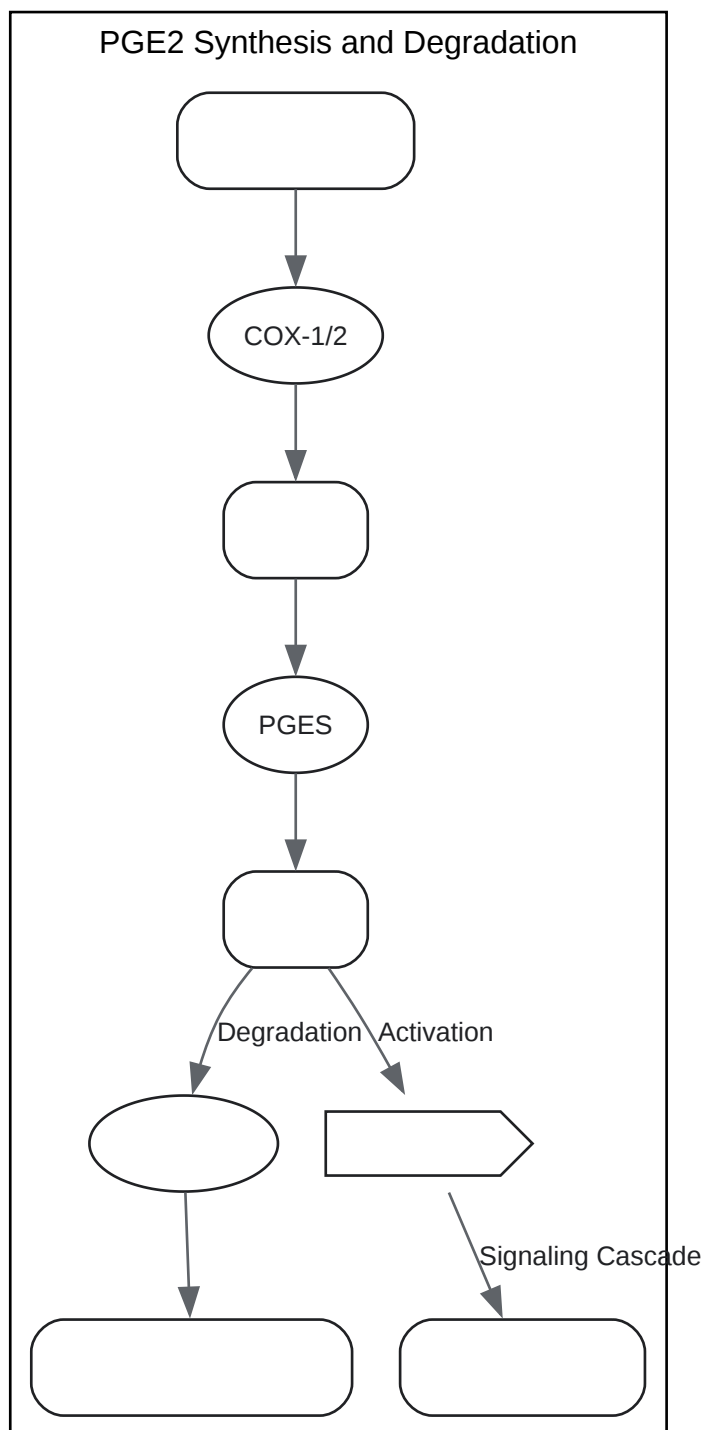 PGE2 Synthesis and Degradation
COX-1/2
PGES
Degradation
Activation
Signaling Cascade